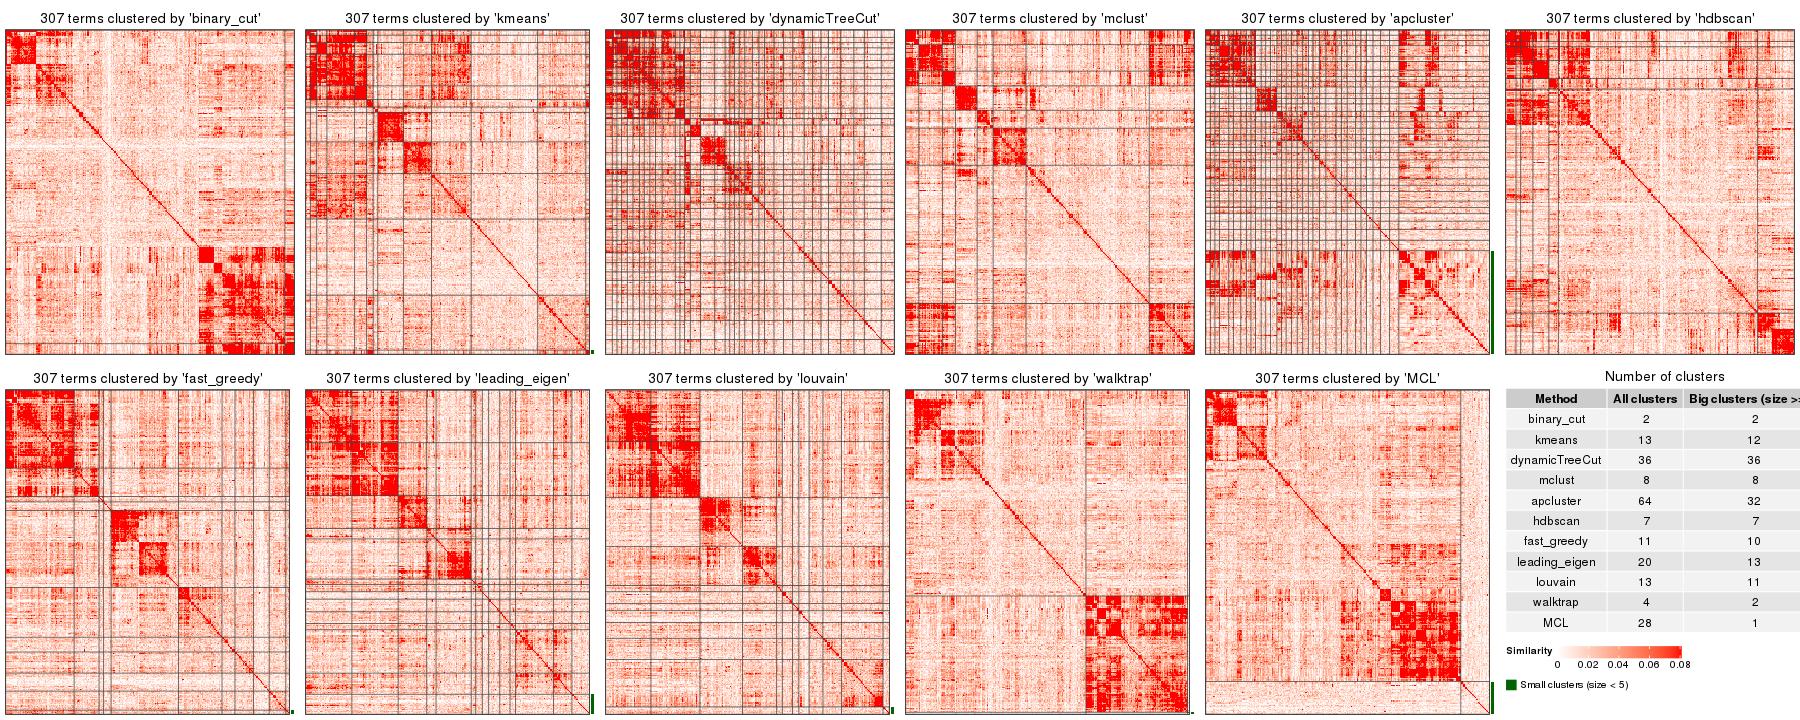 307 terms clustered by 'binary_cut'
307 terms clustered by 'kmeans'
307 terms clustered by 'dynamicTreeCut'
307 terms clustered by 'mclust'
307 terms clustered by 'apcluster'
307 terms clustered by 'hdbscan'
307 terms clustered by 'fast_greedy'
307 terms clustered by 'leading_eigen'
307 terms clustered by 'louvain'
307 terms clustered by 'walktrap'
307 terms clustered by 'MCL'
Number of clusters
Method All clusters Big clusters (size >=
binary_cut 2 2
kmeans 13 12
dynamicTreeCut 36 36
mclust 8 8
apcluster 64 32
hdbscan 7 7
fast_greedy 11 10
leading_eigen 20 13
louvain 13 11
walktrap 4 2
MCL 28 1
Similarity
0 0.02 0.04 0.06 0.08
Small clusters (size < 5)